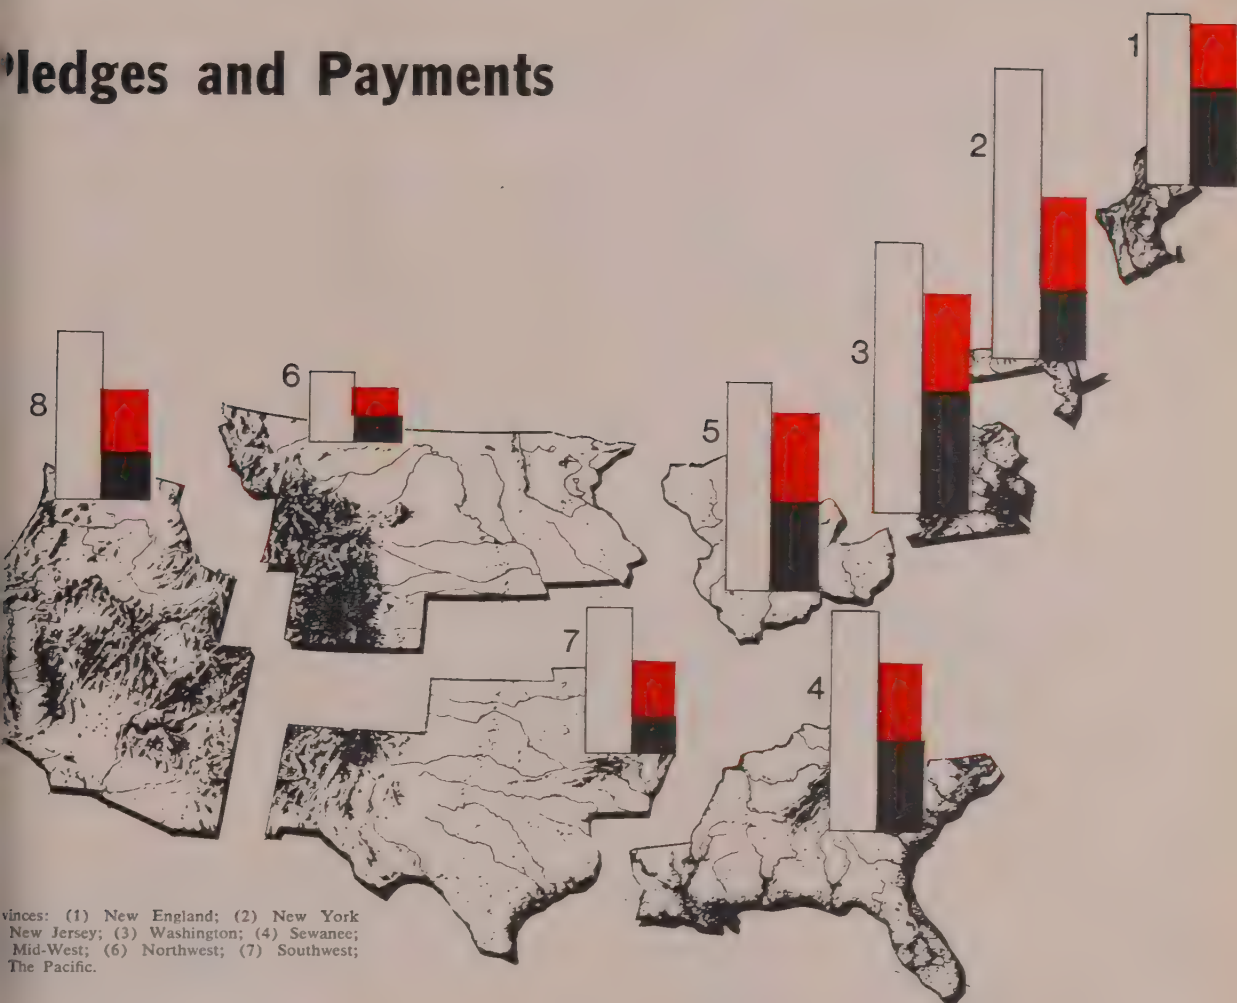 Pledges and Payments
1
2
3
8
6
5
7
4
vinces: (1) New England; (2) New York
New Jersey; (3) Washington; (4) Sewanee;
Mid-West; (6) Northwest; (7) Southwest;
The Pacific.